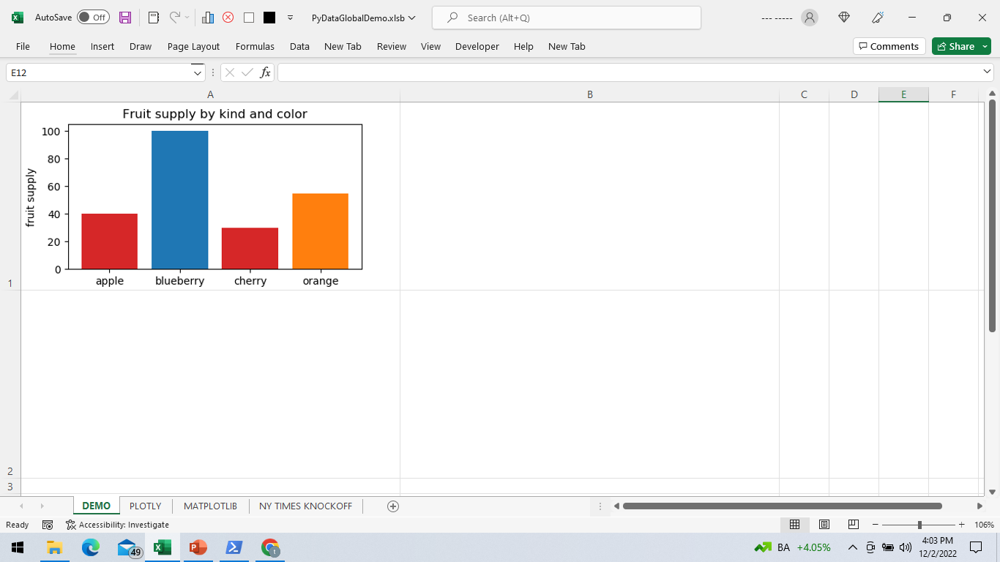 AutoSave Off PyDataGlobalDemo.xlsb Search (Alt+Q) --- -----
File Home Insert Draw Page Layout Formulas Data New Tab Review View Developer Help New Tab Comments Share
E12 fx
A B C D E F
Fruit supply by kind and color
100
80
60
40
20
0
fruit supply
apple blueberry cherry orange
1
2
3
DEMO PLOTLY MATPLOTLIB NY TIMES KNOCKOFF
Ready Accessibility: Investigate 106%
49 BA +4.05% 4:03 PM
12/2/2022